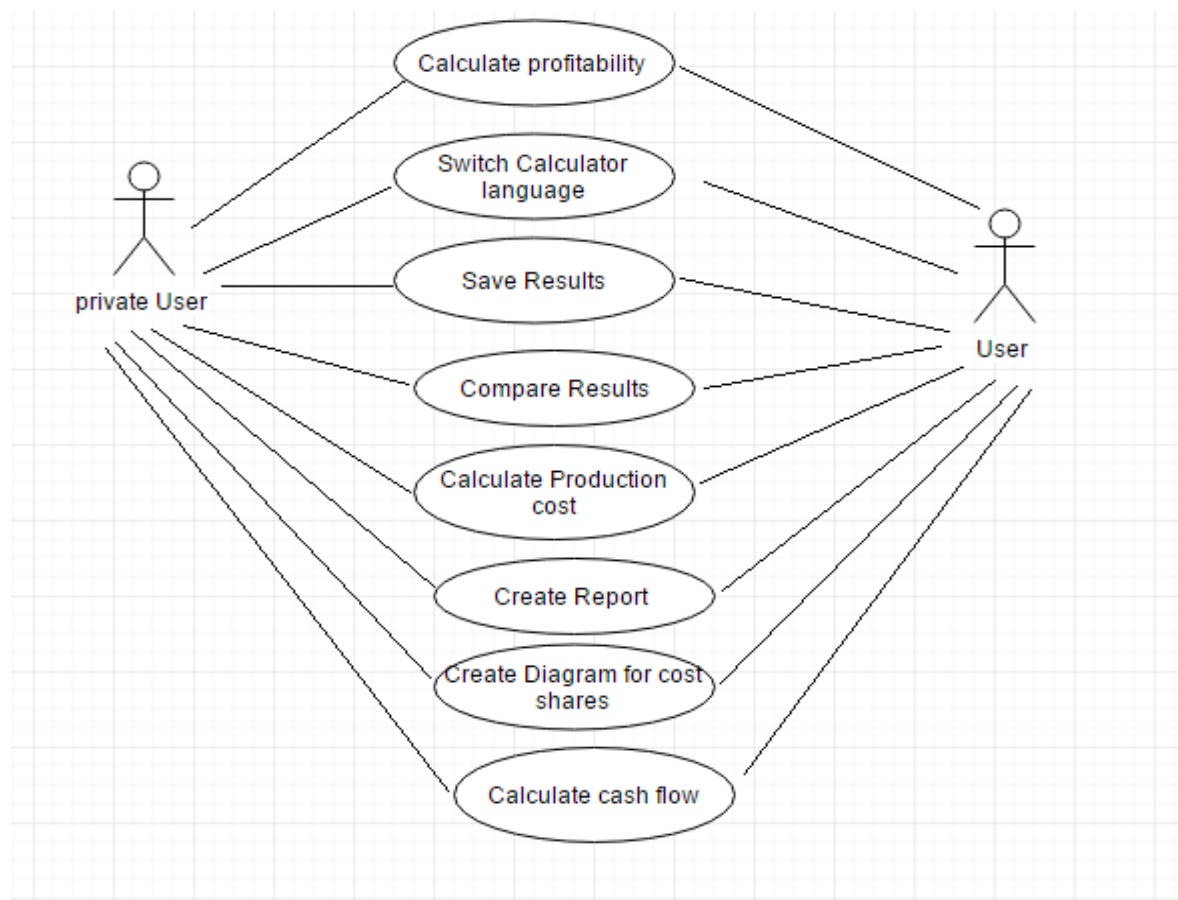 Calculate profitability
Switch Calculator
language
Save Results
private User
User
Compare Results
Calculate Production
cost
Create Report
Create Diagram for cost
shares
Calculate cash flow